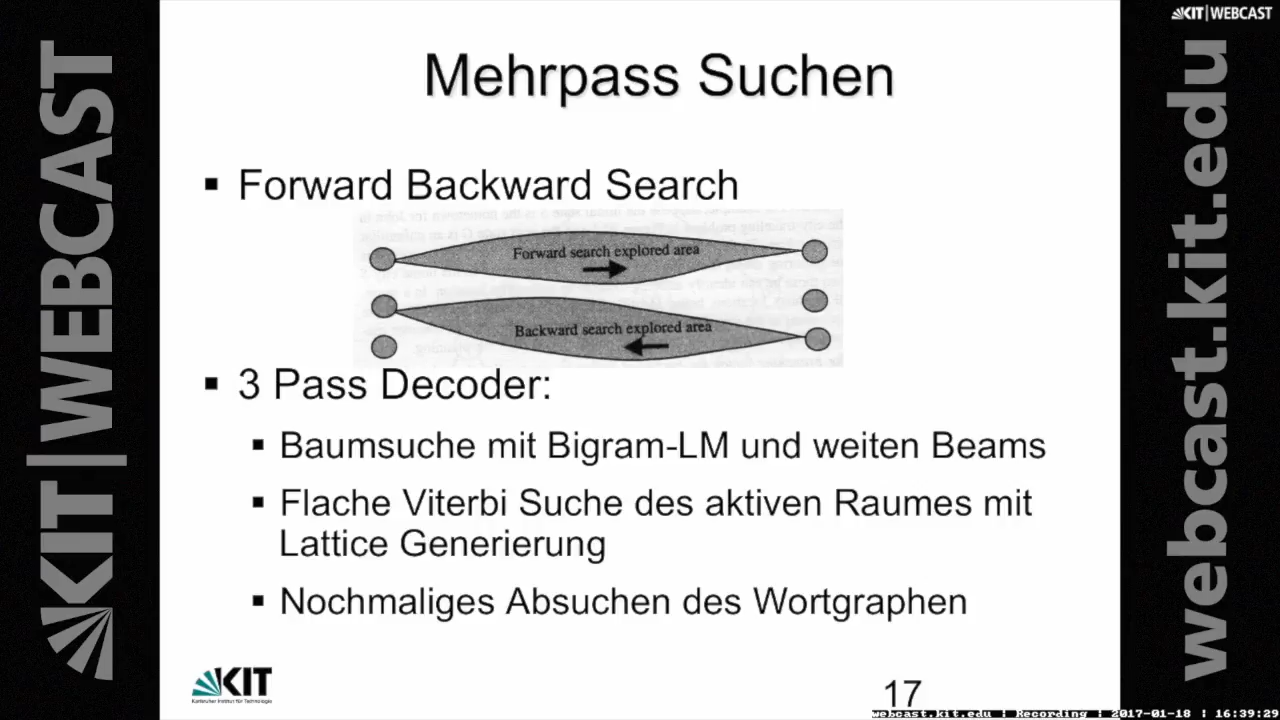 KIT|WEBCAST
KIT|WEBCAST
webcast.kit.edu
Mehrpass Suchen
▪ Forward Backward Search
Forward search explored area
Backward search explored area
▪ 3 Pass Decoder:
▪ Baumsuche mit Bigram-LM und weiten Beams
▪ Flache Viterbi Suche des aktiven Raumes mit
Lattice Generierung
▪ Nochmaliges Absuchen des Wortgraphen
KIT
Karlsruher Institut für Technologie
17
webcast.kit.edu | Recording | 2017-01-18 | 16:39:29